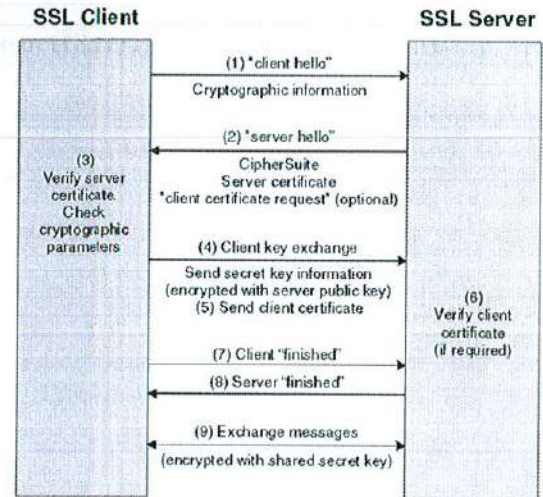 SSL Client
SSL Server
(1) "client hello"
Cryptographic information
(2) "server hello"
CipherSuite
Server certificate
"client certificate request" (optional)
(3)
Verify server
certificate.
Check
cryptographic
parameters
(4) Client key exchange
Send secret key information
(encrypted with server public key)
(5) Send client certificate
(6)
Verify client
certificate
(if required)
(7) Client "finished"
(8) Server "finished"
(9) Exchange messages
(encrypted with shared secret key)